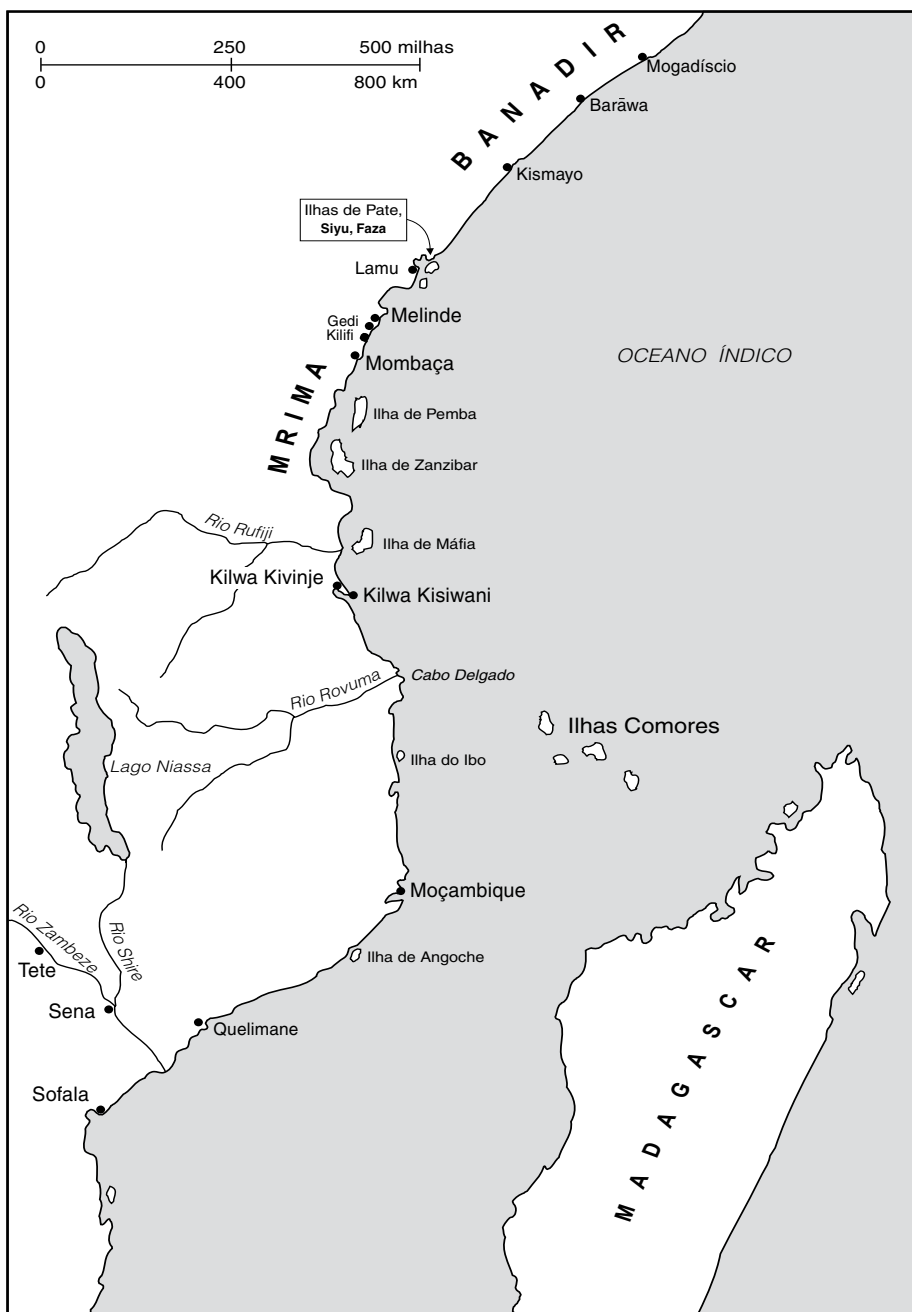 0 250 500 milhas
0 400 800 km
BANADIR
Mogadíscio
Barāwa
Kismayo
Ilhas de Pate,
Siyu, Faza
Lamu
Melinde
Gedi
Kilifi
Mombaça
OCEANO ÍNDICO
MRIMA
Ilha de Pemba
Ilha de Zanzibar
Rio Rufiji
Ilha de Máfia
Kilwa Kivinje
Kilwa Kisiwani
Cabo Delgado
Rio Rovuma
Ilhas Comores
Lago Niassa
Ilha do Ibo
Moçambique
Rio Zambeze
Rio Shire
Ilha de Angoche
Tete
Sena
Quelimane
Sofala
MADAGASCAR